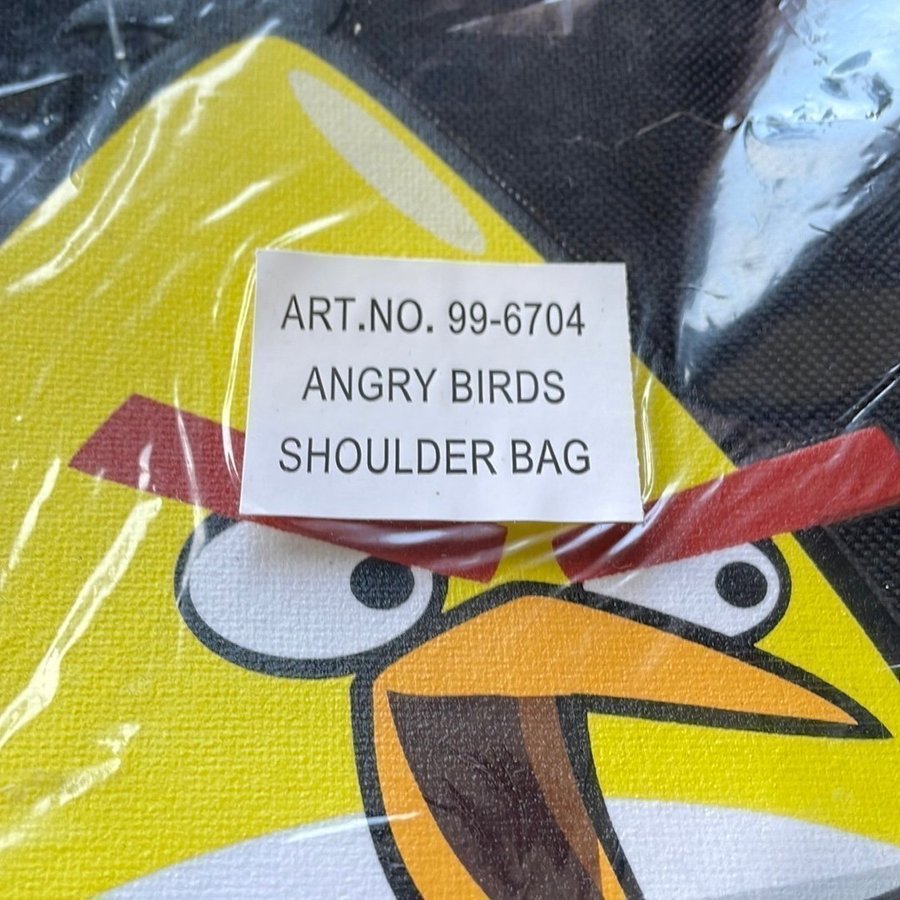 ART.NO. 99-6704
ANGRY BIRDS
SHOULDER BAG